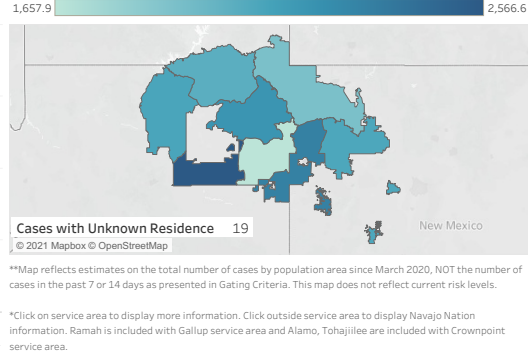 1,657.9 2,566.6
New Mexico
Cases with Unknown Residence 19
© 2021 Mapbox © OpenStreetMap
**Map reflects estimates on the total number of cases by population area since March 2020, NOT the number of
cases in the past 7 or 14 days as presented in Gating Criteria. This map does not reflect current risk levels.
*Click on service area to display more information. Click outside service area to display Navajo Nation
information. Ramah is included with Gallup service area and Alamo, Tohajiilee are included with Crownpoint
service area.